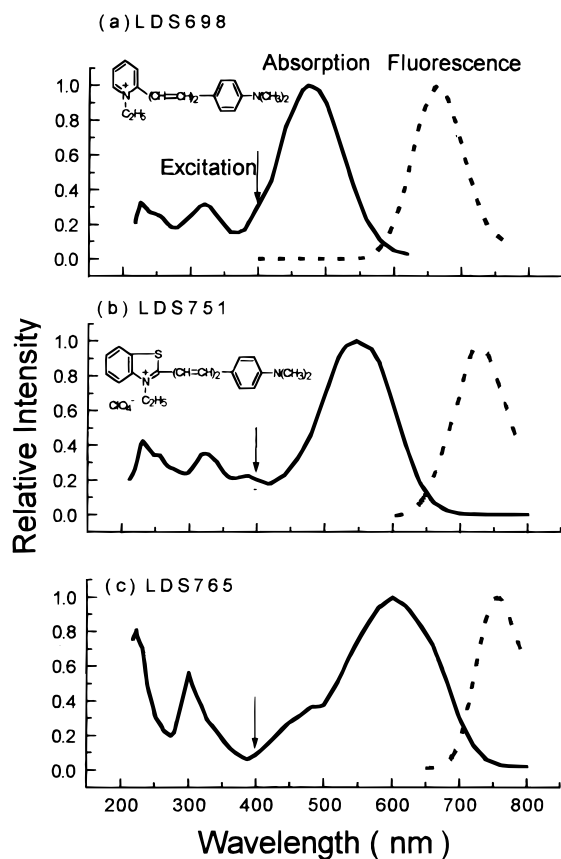 (a) LDS698
Absorption
Fluorescence
Excitation
N
+
C₂H₅
(CH=CH)₂
N(CH₃)₂
1.0
0.8
0.6
0.4
0.2
0.0
(b) LDS751
S
N
+
C₂H₅
ClO₄⁻
(CH=CH)₂
N(CH₃)₂
1.0
0.8
0.6
0.4
0.2
0.0
(c) LDS765
1.0
0.8
0.6
0.4
0.2
0.0
200 300 400 500 600 700 800
Relative Intensity
Wavelength ( nm )